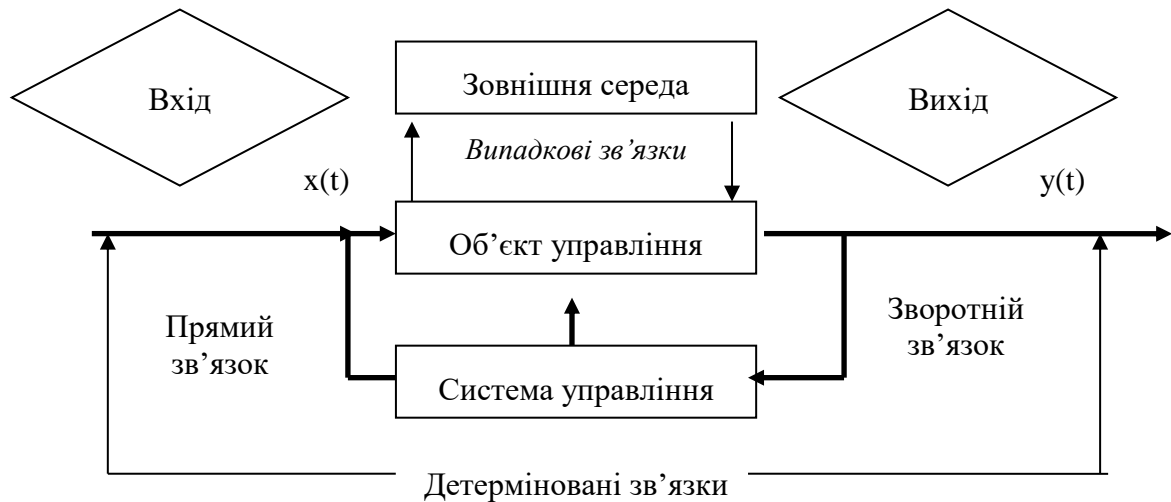 Вхід
Зовнішня середа
Вихід
Випадкові зв’язки
x(t)
y(t)
Об’єкт управління
Прямий
зв’язок
Зворотній
зв’язок
Система управління
Детерміновані зв’язки